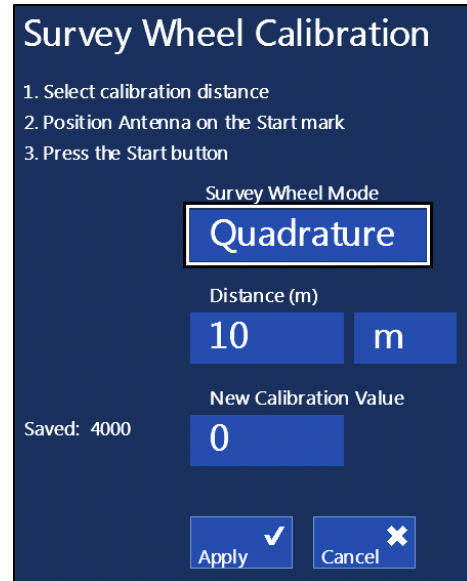 Survey Wheel Calibration
1. Select calibration distance
2. Position Antenna on the Start mark
3. Press the Start button
Survey Wheel Mode
Quadrature
Distance (m)
10 m
New Calibration Value
Saved: 4000 0
Apply Cancel